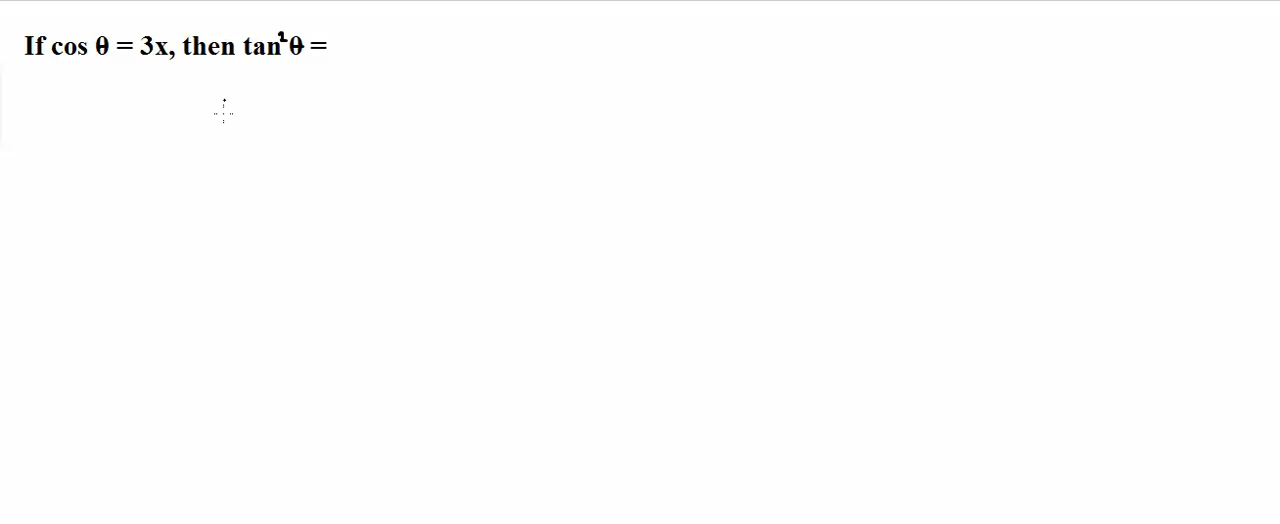 If cos θ = 3x, then tan²θ =